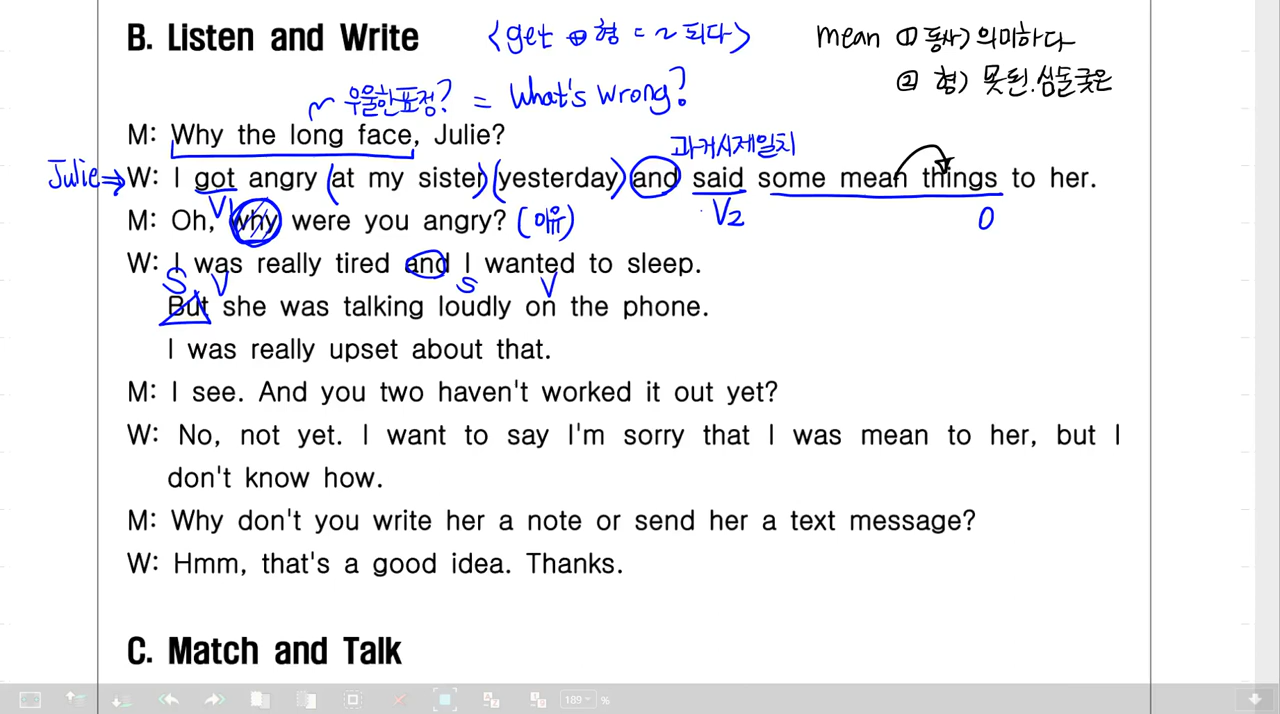 B. Listen and Write <get ⊕ 형 = ~ 되다> mean ① 동사) 의미하다
② 형) 못된. 심술궂은
~ 우울한 표정? = What's wrong?
M: Why the long face, Julie?
과거시제일치
Julie → W: I got angry (at my sister) (yesterday) and said some mean things to her.
V1 V2 O
M: Oh, why were you angry? (이유)
W: I was really tired and I wanted to sleep.
S V S V
But she was talking loudly on the phone.
I was really upset about that.
M: I see. And you two haven't worked it out yet?
W: No, not yet. I want to say I'm sorry that I was mean to her, but I
don't know how.
M: Why don't you write her a note or send her a text message?
W: Hmm, that's a good idea. Thanks.
C. Match and Talk
189 %